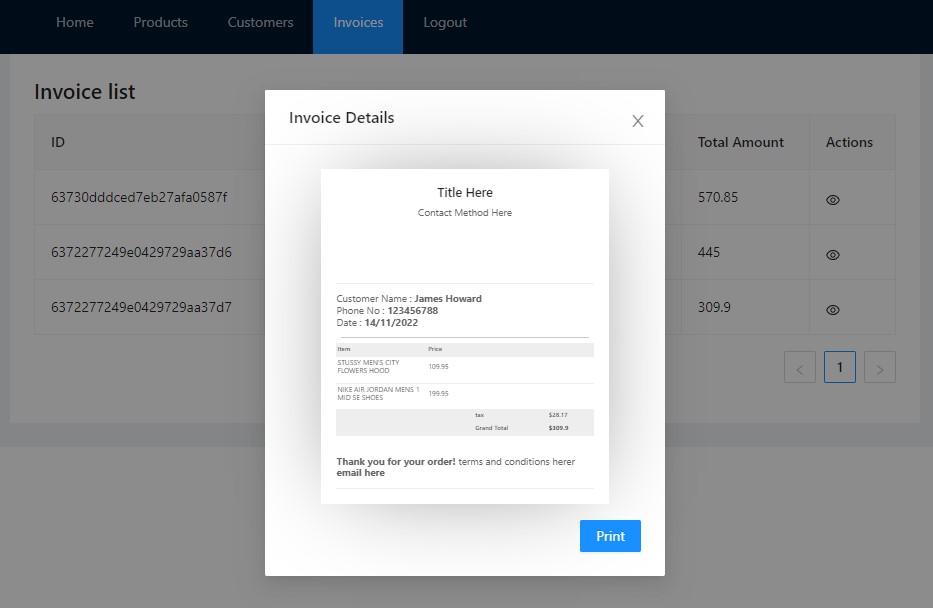 Home Products Customers Invoices Logout
Invoice list
ID Total Amount Actions
63730dddced7eb27afa0587f 570.85
6372277249e0429729aa37d6 445
6372277249e0429729aa37d7 309.9
< 1 >
Invoice Details X
Title Here
Contact Method Here
Customer Name : James Howard
Phone No : 123456788
Date : 14/11/2022
Item Price
STUSSY MEN'S CITY
FLOWERS HOOD 109.95
NIKE AIR JORDAN MENS 1
MID SE SHOES 199.95
tax $28.17
Grand Total $309.9
Thank you for your order! terms and conditions herer
email here
Print